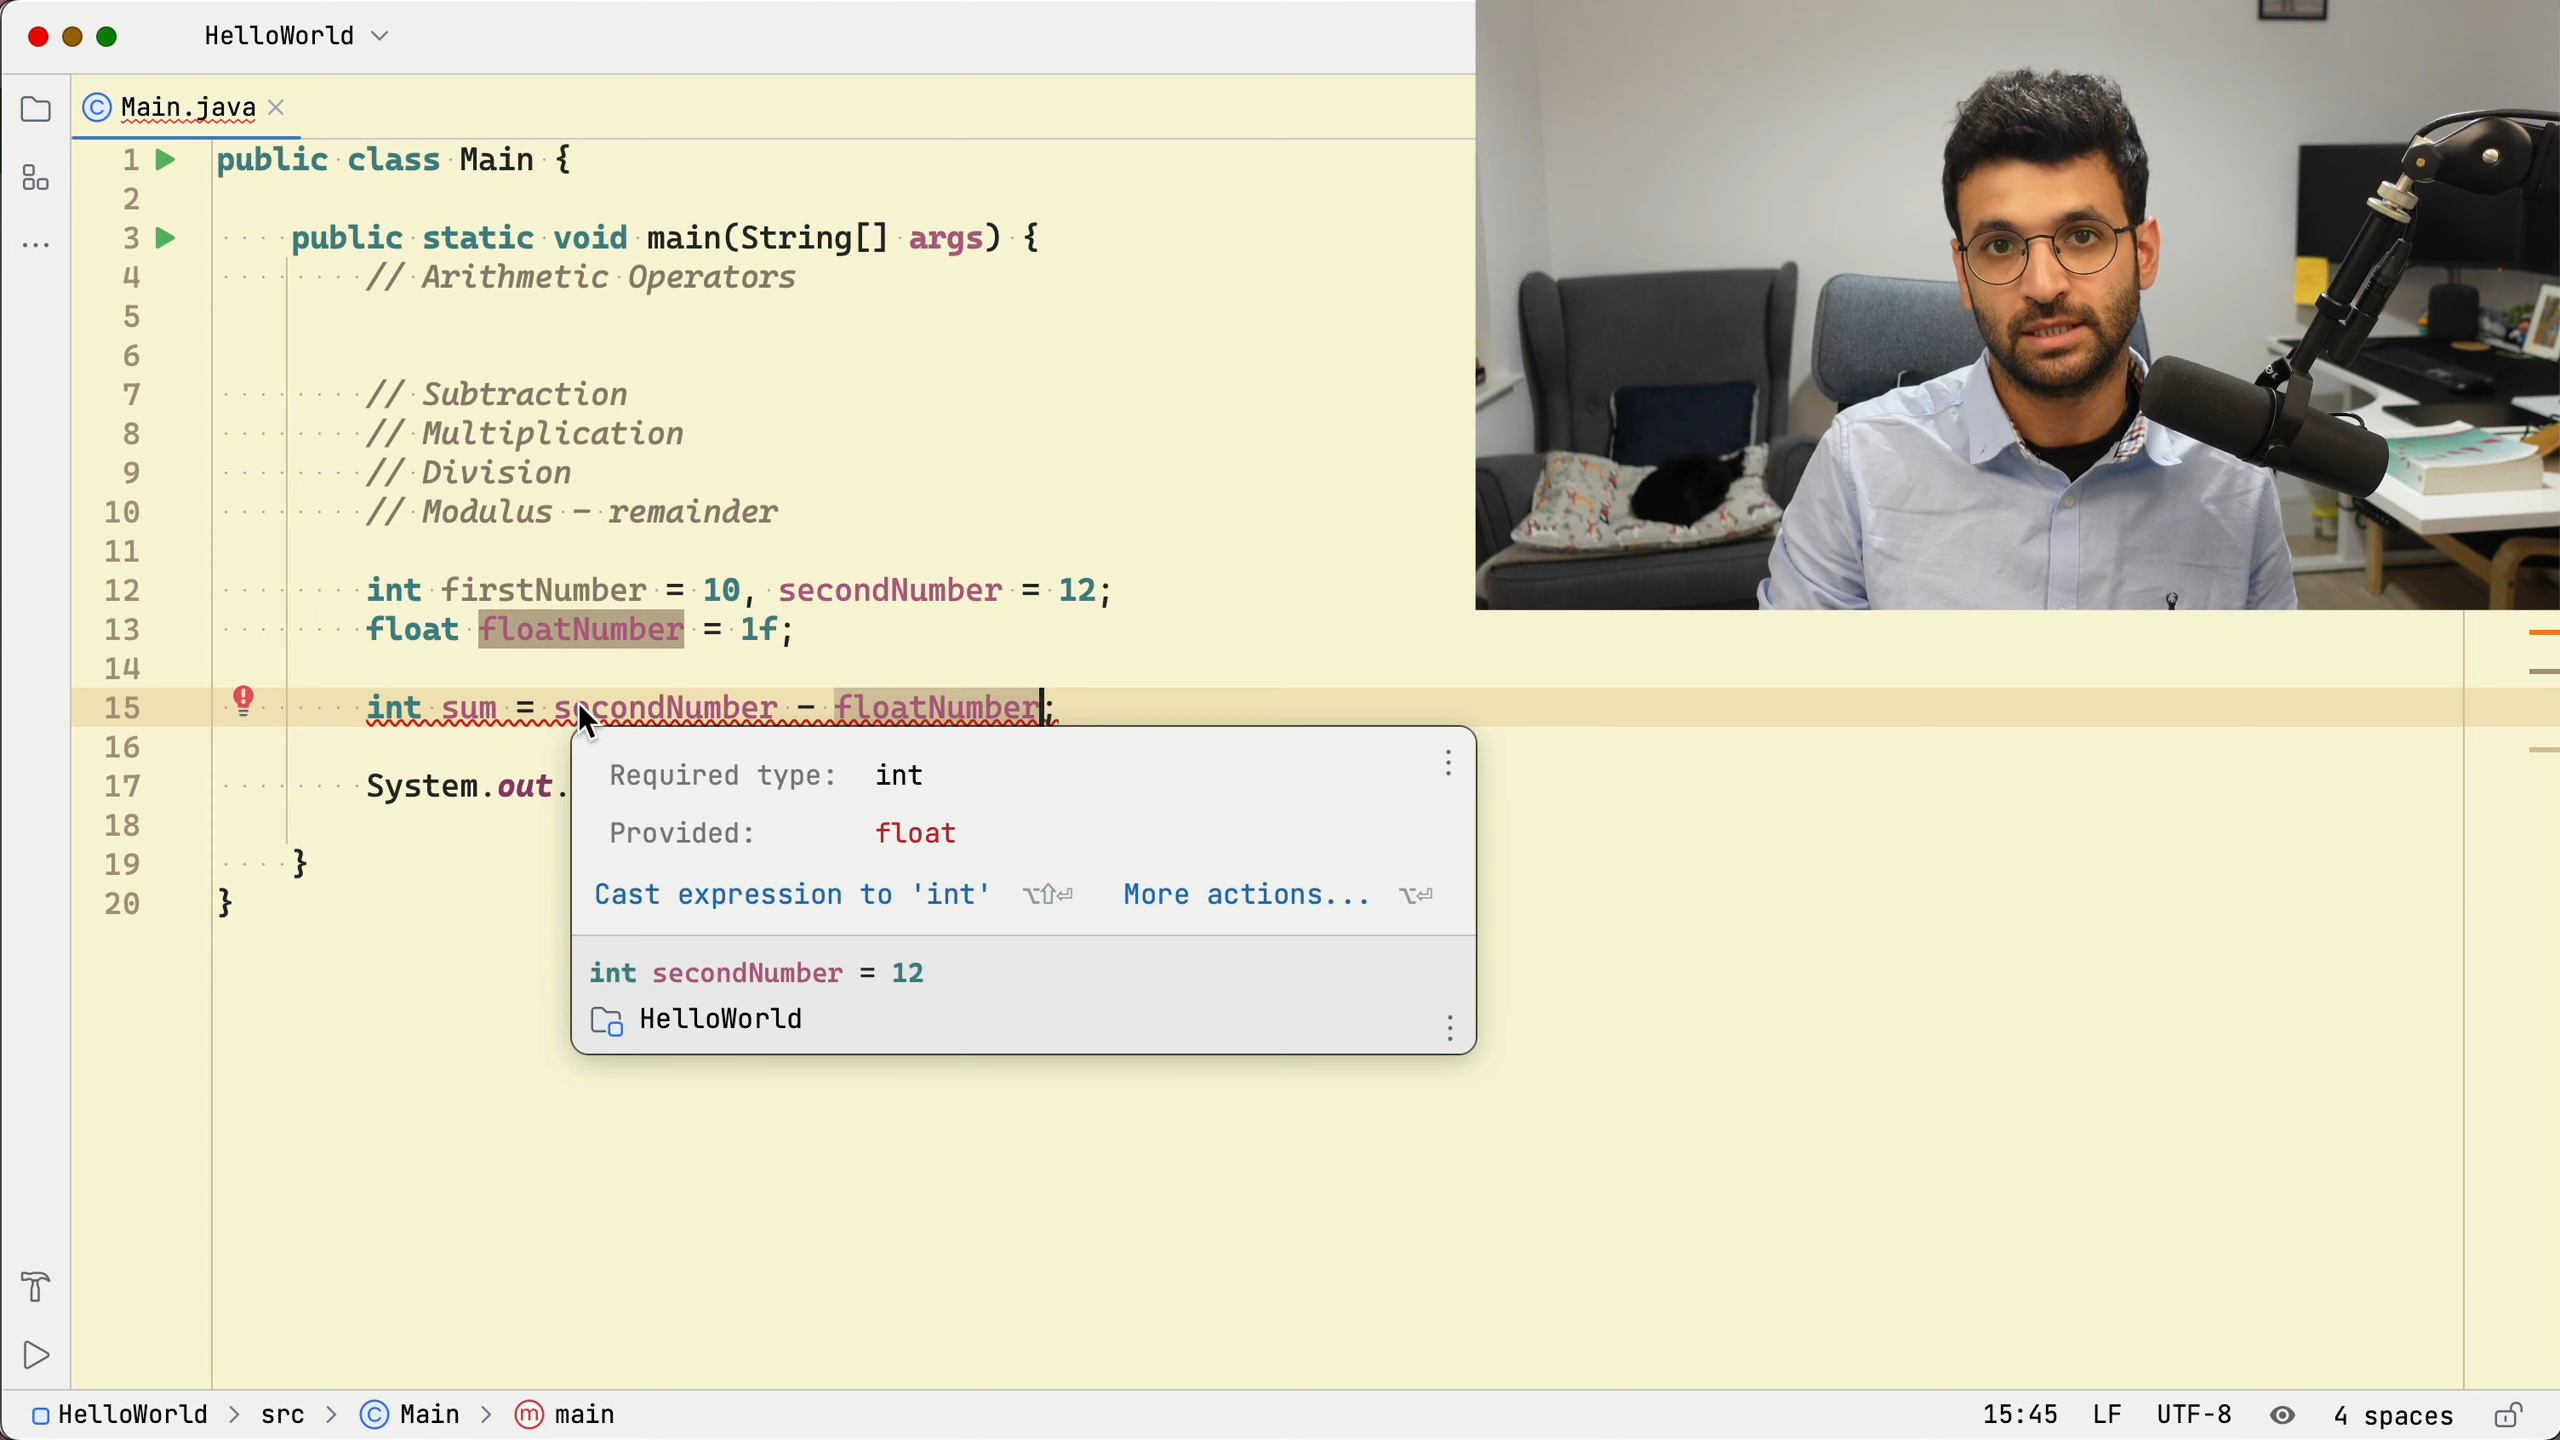 HelloWorld
Main.java
1 public class Main {
2
3 public static void main(String[] args) {
4 // Arithmetic Operators
5
6
7 // Subtraction
8 // Multiplication
9 // Division
10 // Modulus - remainder
11
12 int firstNumber = 10, secondNumber = 12;
13 float floatNumber = 1f;
14
15 int sum = secondNumber - floatNumber;
16
17 System.out.
18
19 }
20 }
Required type: int
Provided: float
Cast expression to 'int' ⌥⇧⏎ More actions... ⌥⏎
int secondNumber = 12
HelloWorld
HelloWorld > src > Main > main 15:45 LF UTF-8 4 spaces